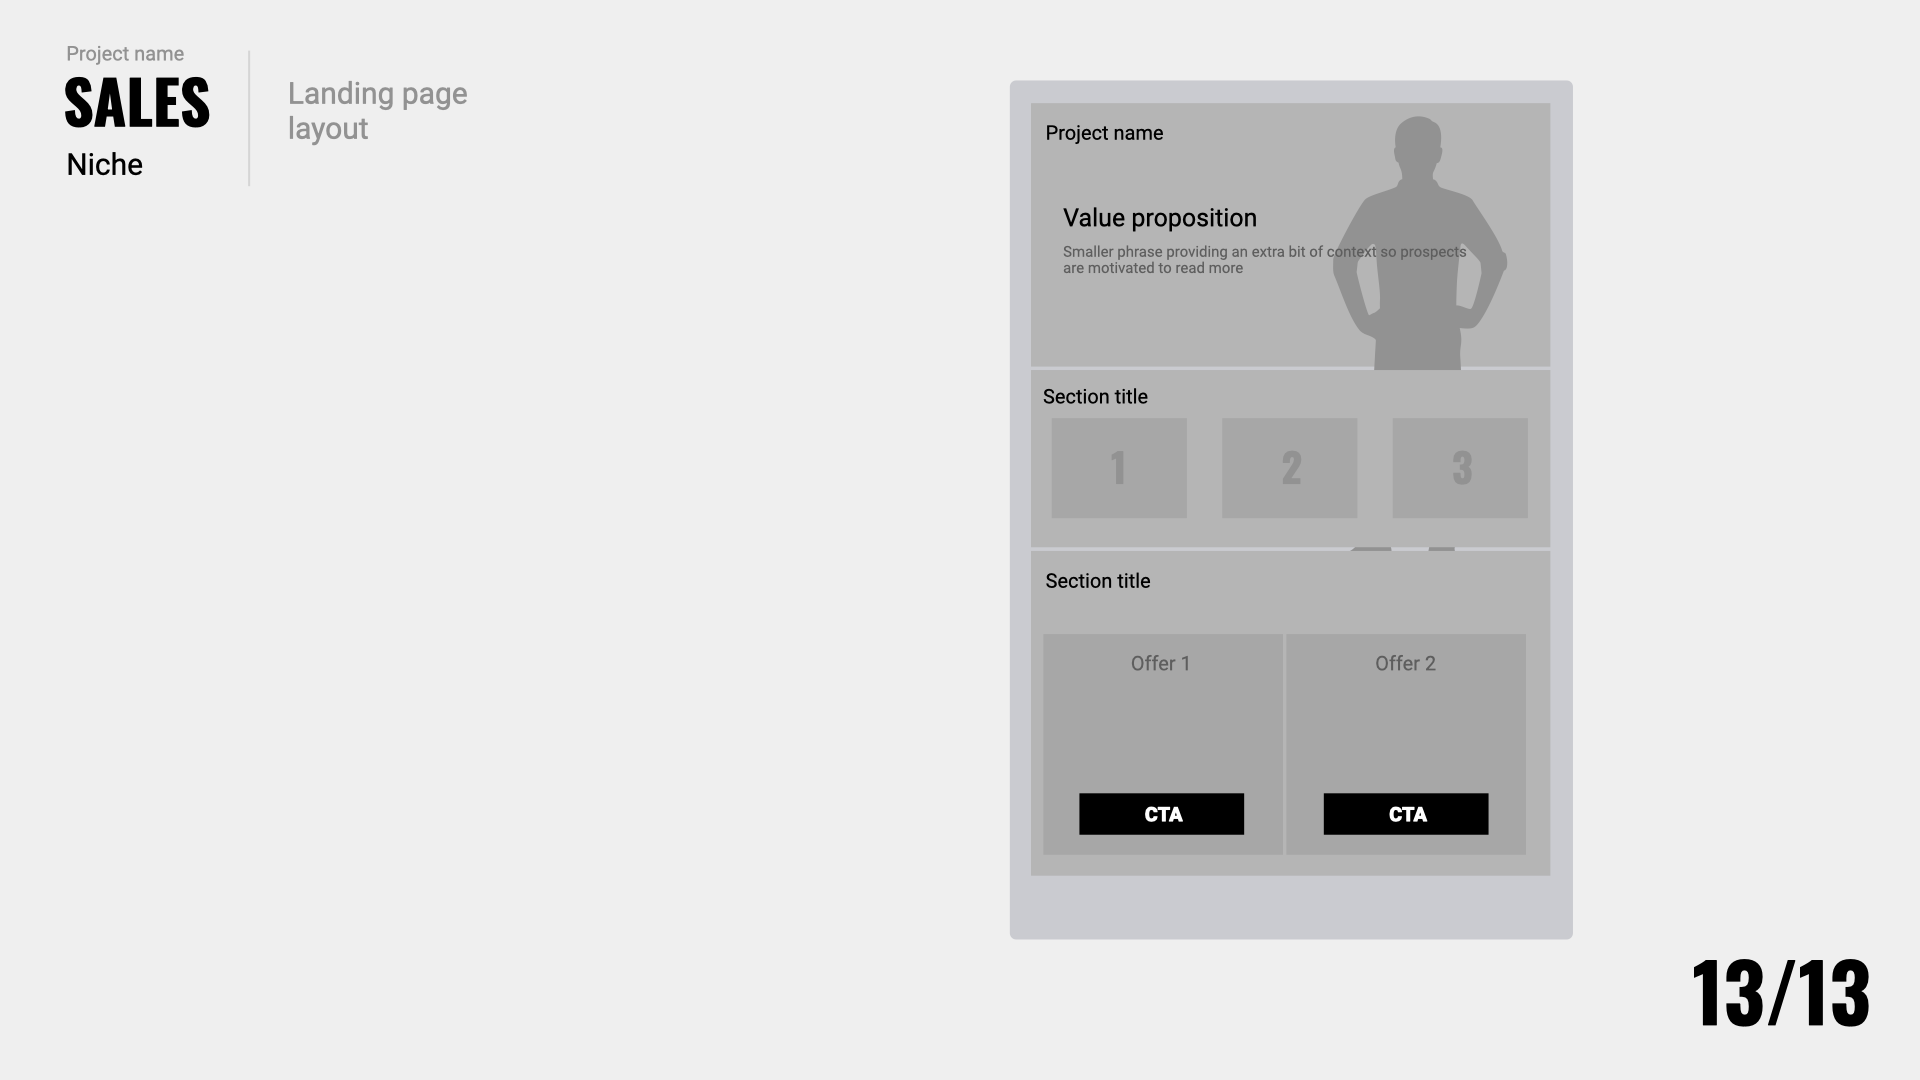 Project name
SALES
Niche
Landing page
layout
Project name
Value proposition
Smaller phrase providing an extra bit of context so prospects
are motivated to read more
Section title
1
2
3
Section title
Offer 1
Offer 2
CTA
CTA
13/13